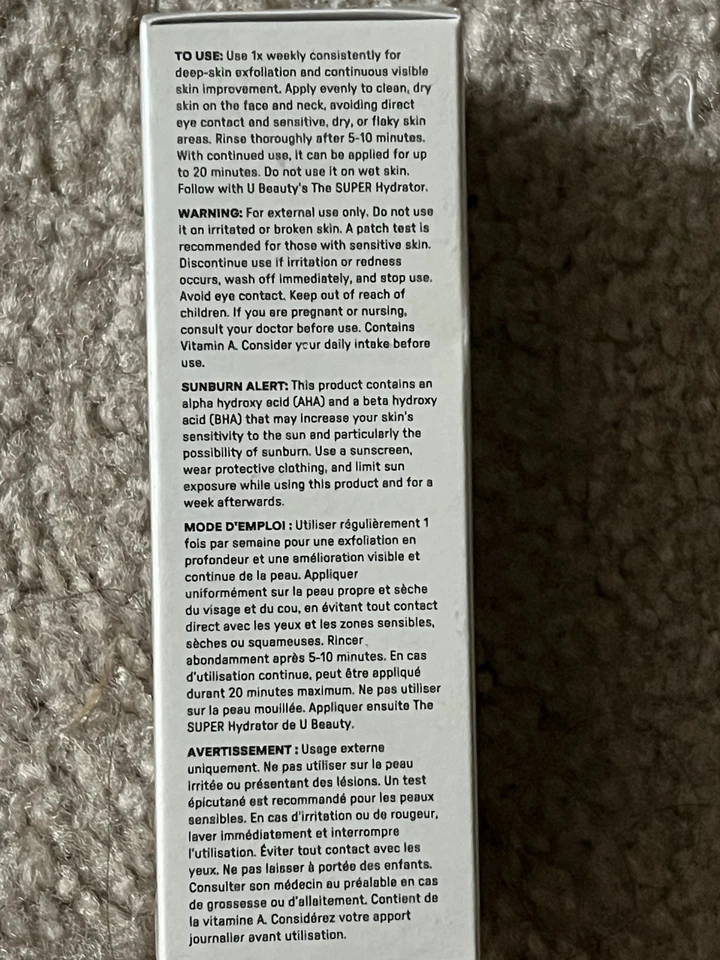 TO USE: Use 1x weekly consistently for
deep-skin exfoliation and continuous visible
skin improvement. Apply evenly to clean, dry
skin on the face and neck, avoiding direct
eye contact and sensitive, dry, or flaky skin
areas. Rinse thoroughly after 5-10 minutes.
With continued use, it can be applied for up
to 20 minutes. Do not use it on wet skin.
Follow with U Beauty's The SUPER Hydrator.
WARNING: For external use only. Do not use
it on irritated or broken skin. A patch test is
recommended for those with sensitive skin.
Discontinue use if irritation or redness
occurs, wash off immediately, and stop use.
Avoid eye contact. Keep out of reach of
children. If you are pregnant or nursing,
consult your doctor before use. Contains
Vitamin A. Consider your daily intake before
use.
SUNBURN ALERT: This product contains an
alpha hydroxy acid (AHA) and a beta hydroxy
acid (BHA) that may increase your skin's
sensitivity to the sun and particularly the
possibility of sunburn. Use a sunscreen,
wear protective clothing, and limit sun
exposure while using this product and for a
week afterwards.
MODE D'EMPLOI : Utiliser régulièrement 1
fois par semaine pour une exfoliation en
profondeur et une amélioration visible et
continue de la peau. Appliquer
uniformément sur la peau propre et sèche
du visage et du cou, en évitant tout contact
direct avec les yeux et les zones sensibles,
sèches ou squameuses. Rincer
abondamment après 5-10 minutes. En cas
d'utilisation continue, peut être appliqué
durant 20 minutes maximum. Ne pas utiliser
sur la peau mouillée. Appliquer ensuite The
SUPER Hydrator de U Beauty.
AVERTISSEMENT : Usage externe
uniquement. Ne pas utiliser sur la peau
irritée ou présentant des lésions. Un test
épicutané est recommandé pour les peaux
sensibles. En cas d'irritation ou de rougeur,
laver immédiatement et interrompre
l'utilisation. Éviter tout contact avec les
yeux. Ne pas laisser à portée des enfants.
Consulter son médecin au préalable en cas
de grossesse ou d'allaitement. Contient de
la vitamine A. Considérez votre apport
journalier avant utilisation.